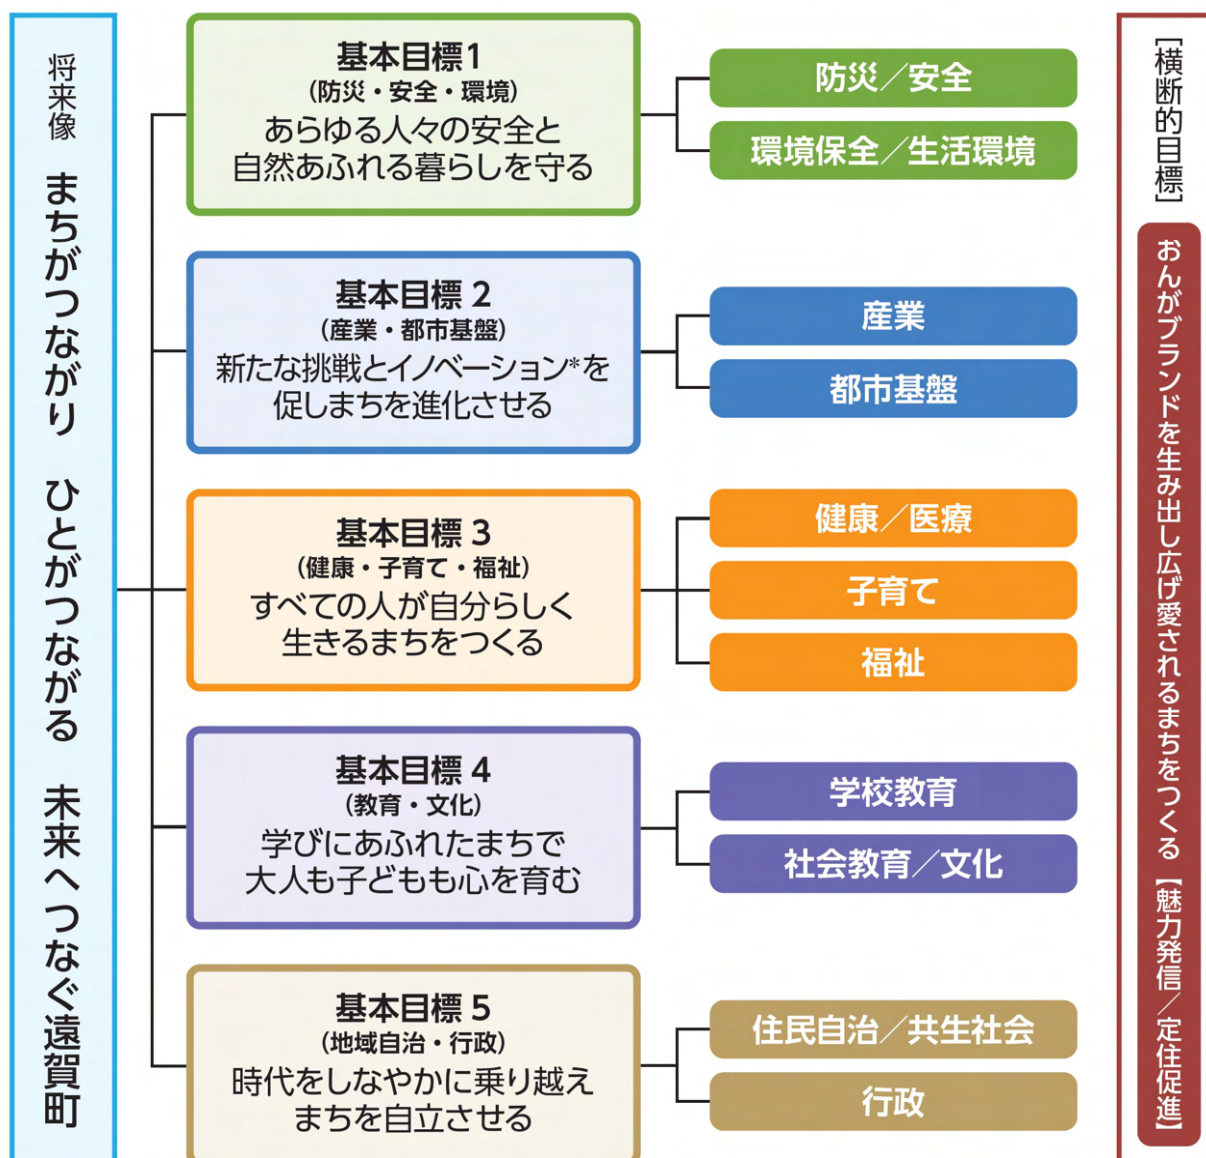 将来像 まちがつながり ひとがつながる 未来へつなぐ遠賀町
基本目標1
(防災・安全・環境)
あらゆる人々の安全と
自然あふれる暮らしを守る
防災／安全
環境保全／生活環境
基本目標 2
(産業・都市基盤)
新たな挑戦とイノベーション*を
促しまちを進化させる
産業
都市基盤
基本目標 3
(健康・子育て・福祉)
すべての人が自分らしく
生きるまちをつくる
健康／医療
子育て
福祉
基本目標 4
(教育・文化)
学びにあふれたまちで
大人も子どもも心を育む
学校教育
社会教育／文化
基本目標 5
(地域自治・行政)
時代をしなやかに乗り越え
まちを自立させる
住民自治／共生社会
行政
［横断的目標］
おんがブランドを生み出し広げ愛されるまちをつくる【魅力発信／定住促進】